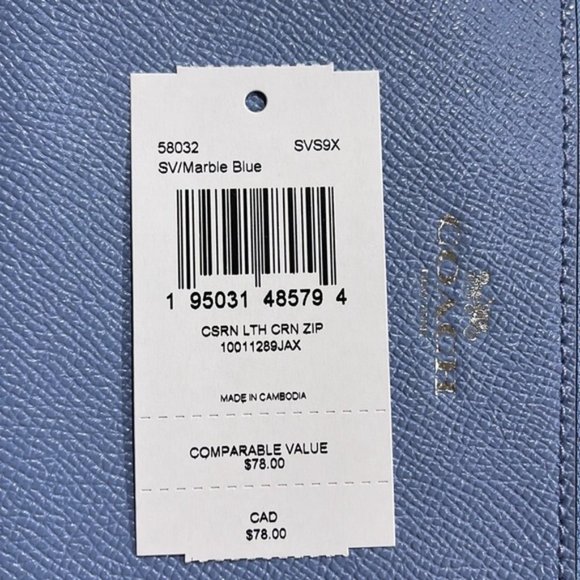 58032 SVS9X
SV/Marble Blue
1 95031 48579 4
CSRN LTH CRN ZIP
10011289JAX
MADE IN CAMBODIA
COMPARABLE VALUE
$78.00
CAD
$78.00
COACH